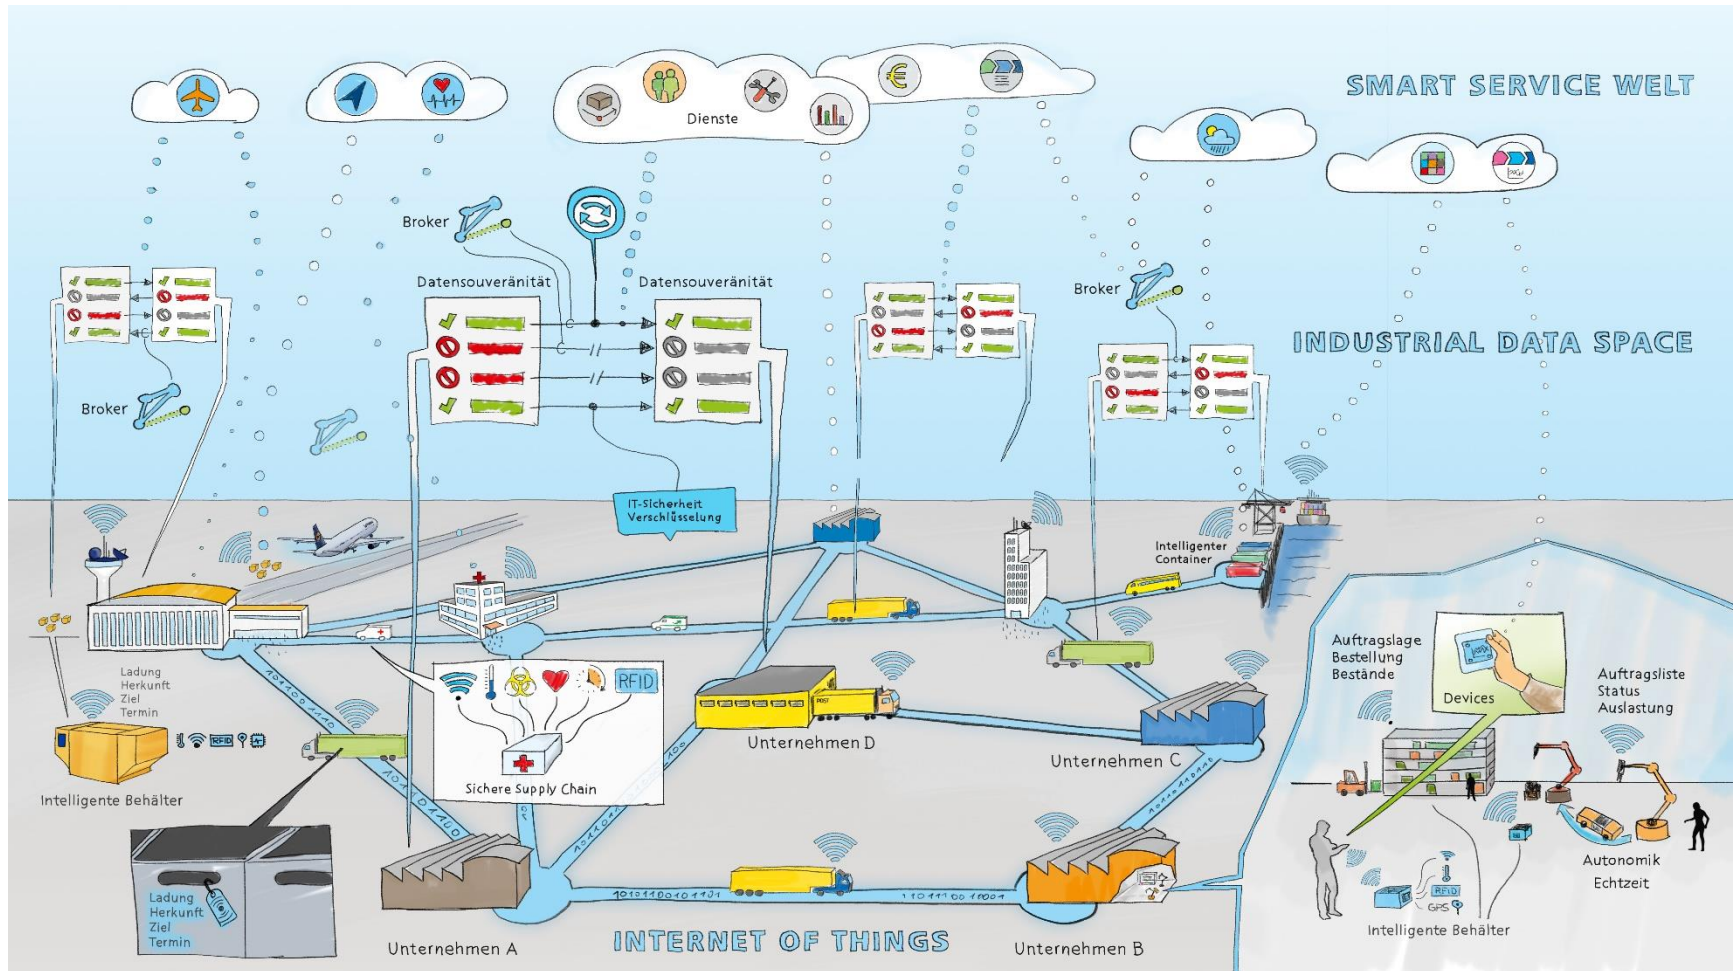 SMART SERVICE WELT
Dienste
Broker
Datensouveränität
Datensouveränität
Broker
INDUSTRIAL DATA SPACE
Broker
IT-Sicherheit
Verschlüsselung
Intelligenter
Container
Ladung
Herkunft
Ziel
Termin
RFID
Sichere Supply Chain
POST
Unternehmen D
Unternehmen C
Auftragslage
Bestellung
Bestände
Devices
Auftragsliste
Status
Auslastung
RFID
Intelligente Behälter
Ladung
Herkunft
Ziel
Termin
Unternehmen A
INTERNET OF THINGS
Unternehmen B
Autonomik
Echtzeit
RFID
GPS
Intelligente Behälter